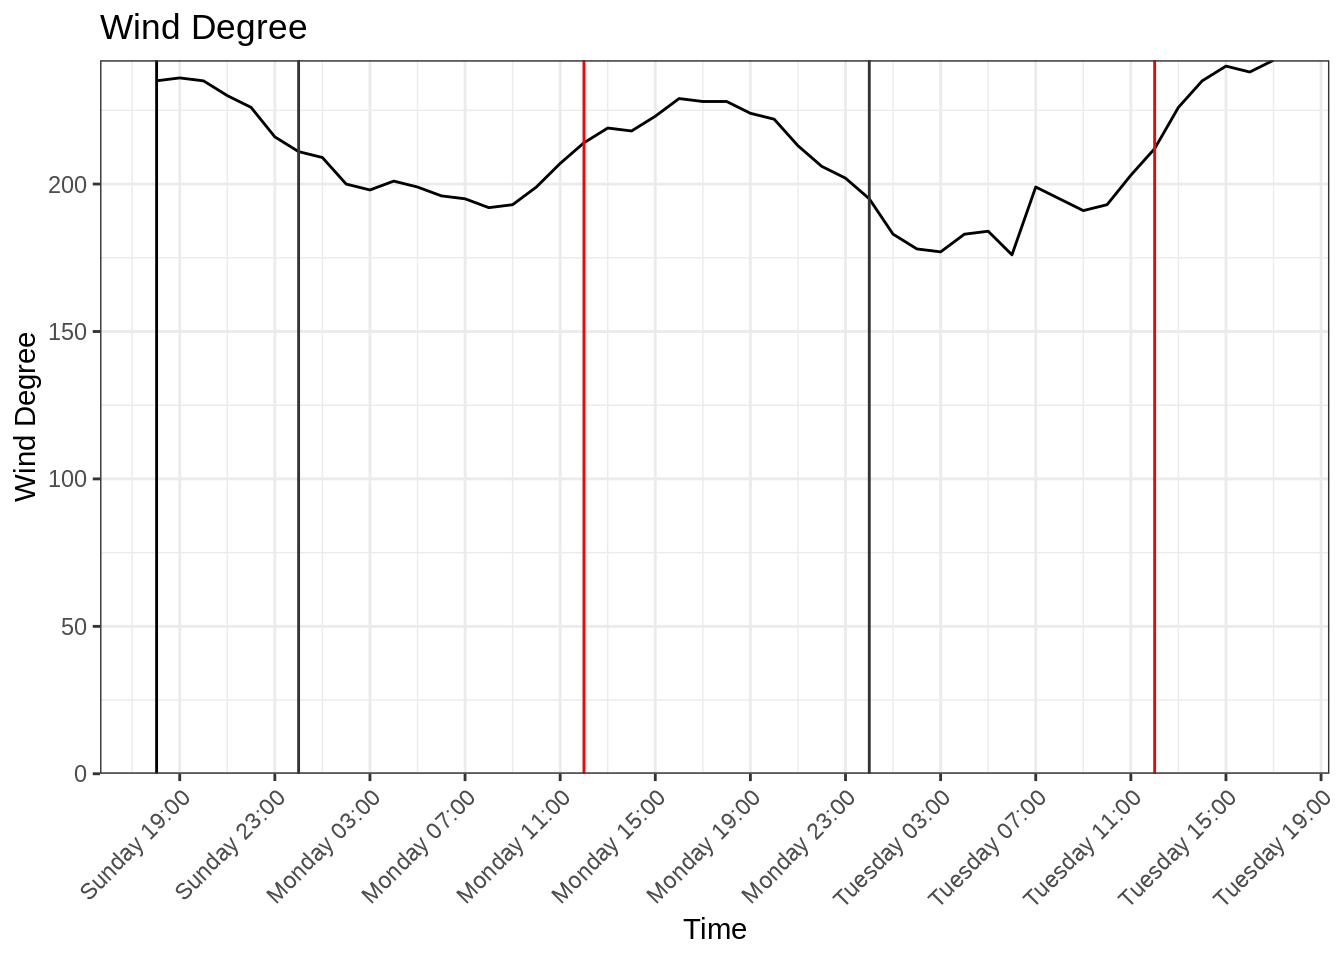 Wind Degree
Wind Degree
200
150
100
50
0
Sunday 19:00
Sunday 23:00
Monday 03:00
Monday 07:00
Monday 11:00
Monday 15:00
Monday 19:00
Monday 23:00
Tuesday 03:00
Tuesday 07:00
Tuesday 11:00
Tuesday 15:00
Tuesday 19:00
Time